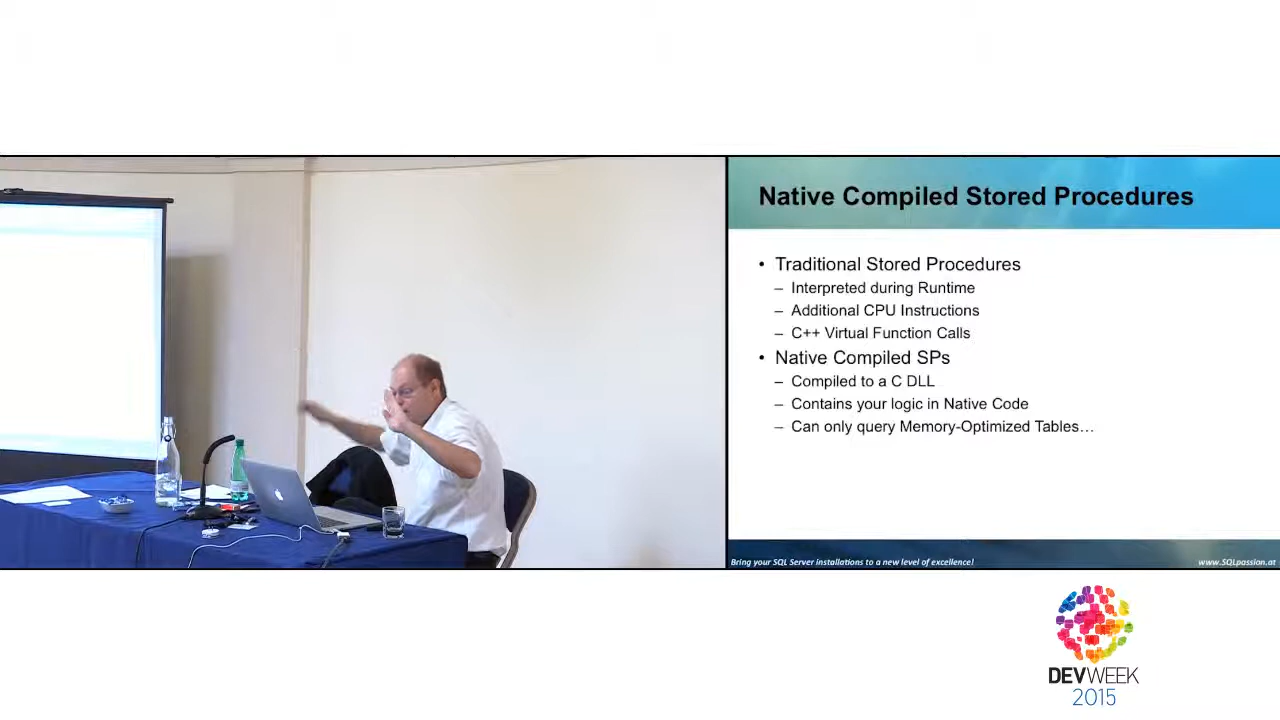 Native Compiled Stored Procedures
• Traditional Stored Procedures
– Interpreted during Runtime
– Additional CPU Instructions
– C++ Virtual Function Calls
• Native Compiled SPs
– Compiled to a C DLL
– Contains your logic in Native Code
– Can only query Memory-Optimized Tables…
Bring your SQL Server installations to a new level of excellence!
www.SQLpassion.at
DEVWEEK
2015